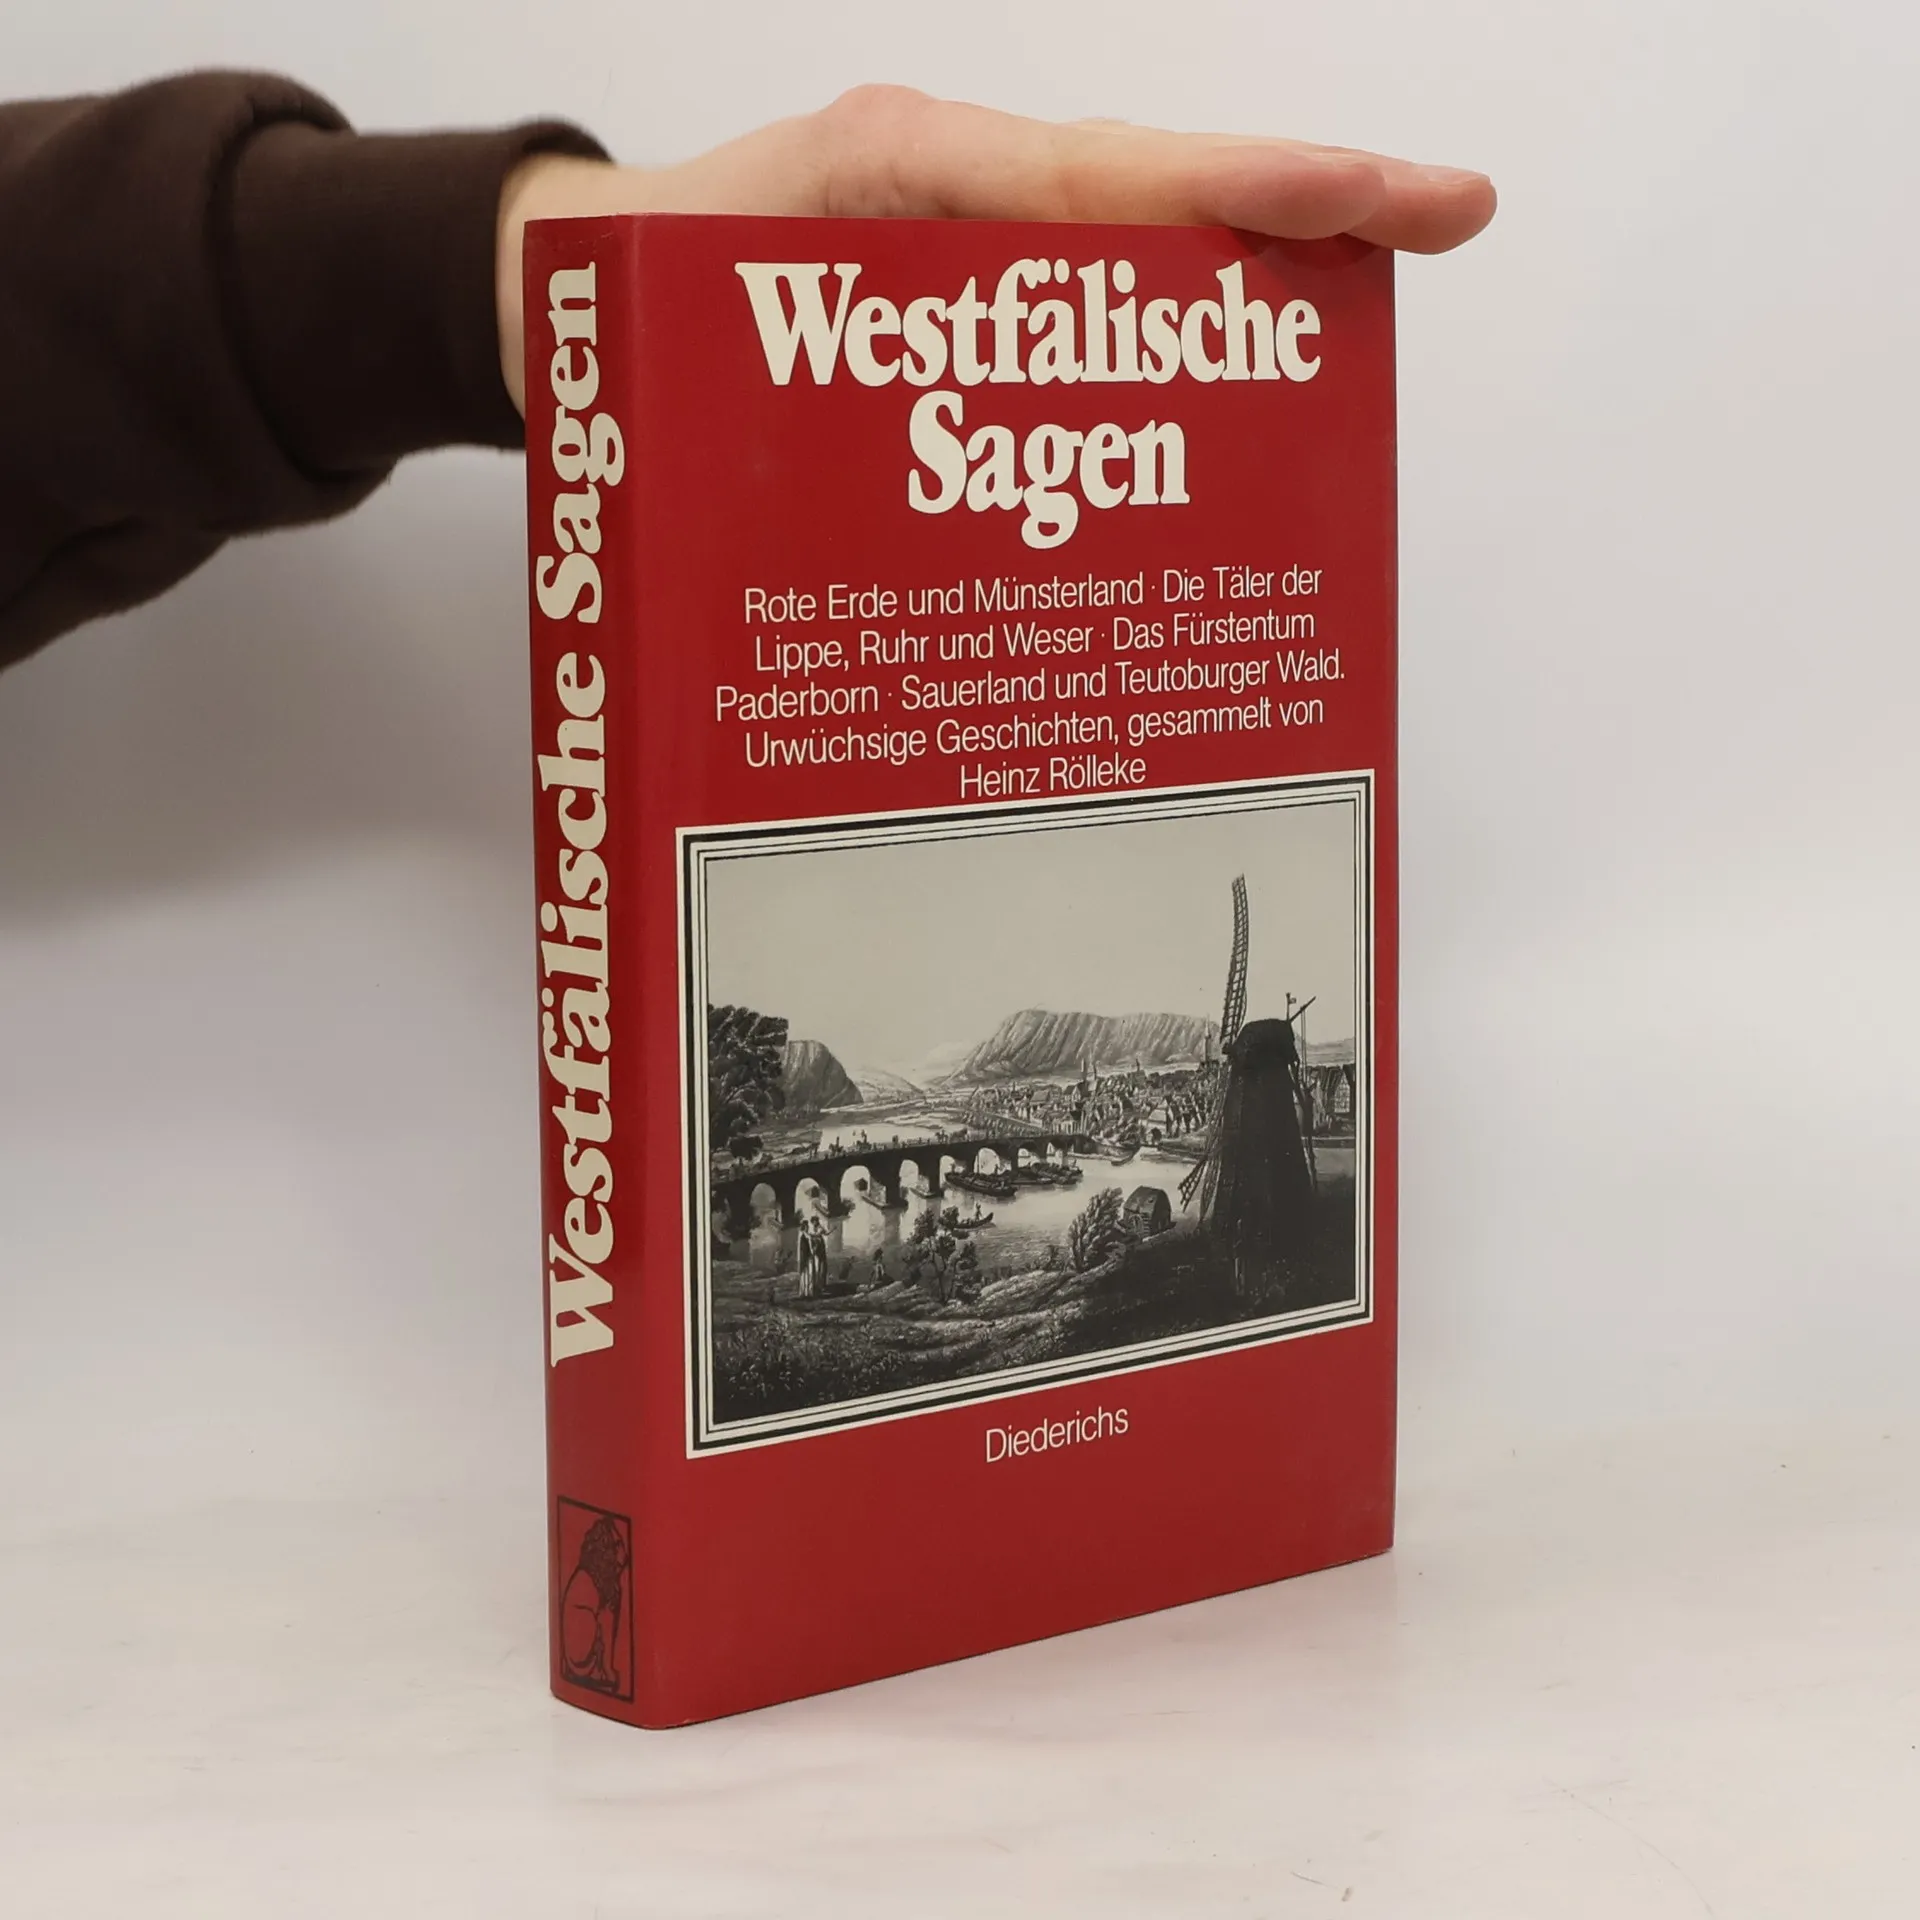 Westfälische Sagen
Westfälische
Sagen
Rote Erde und Münsterland · Die Täler der
Lippe, Ruhr und Weser · Das Fürstentum
Paderborn · Sauerland und Teutoburger Wald.
Urwüchsige Geschichten, gesammelt von
Heinz Rölleke
Diederichs